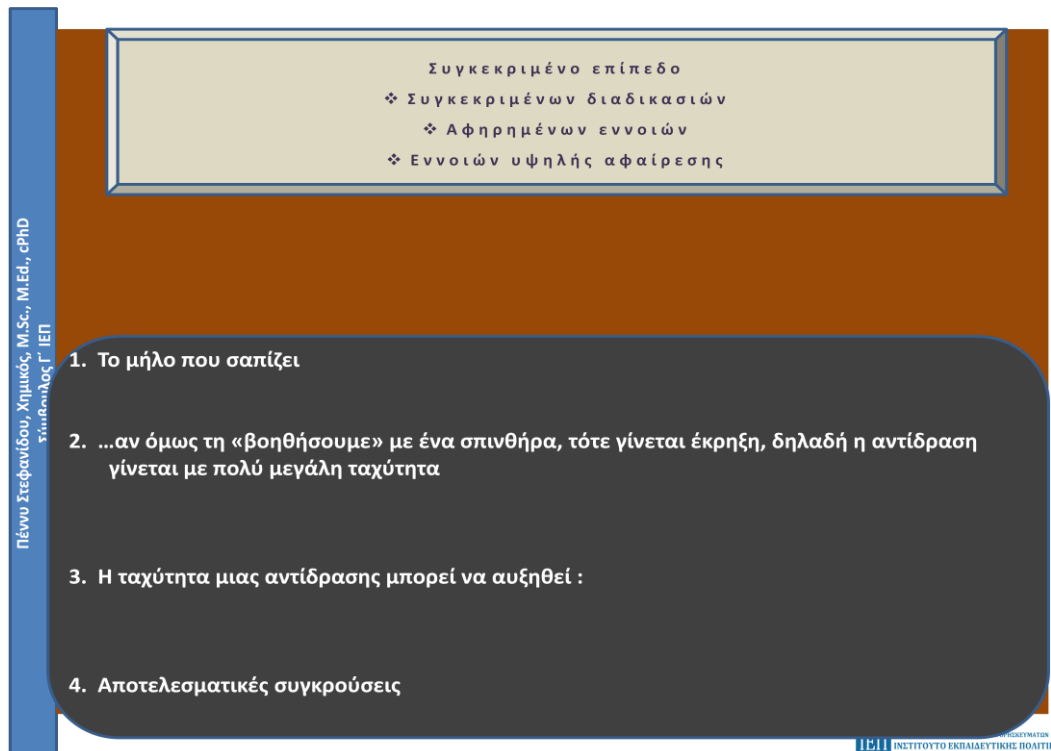 Συγκεκριμένο επίπεδο
❖ Συγκεκριμένων διαδικασιών
❖ Αφηρημένων εννοιών
❖ Εννοιών υψηλής αφαίρεσης
Πέννυ Στεφανίδου, Χημικός, M.Sc., M.Ed., cPhD
Σύμβουλος Γ΄ ΙΕΠ
1. Το μήλο που σαπίζει
2. ...αν όμως τη «βοηθήσουμε» με ένα σπινθήρα, τότε γίνεται έκρηξη, δηλαδή η αντίδραση
γίνεται με πολύ μεγάλη ταχύτητα
3. Η ταχύτητα μιας αντίδρασης μπορεί να αυξηθεί :
4. Αποτελεσματικές συγκρούσεις
ΙΕΠ ΙΝΣΤΙΤΟΥΤΟ ΕΚΠΑΙΔΕΥΤΙΚΗΣ